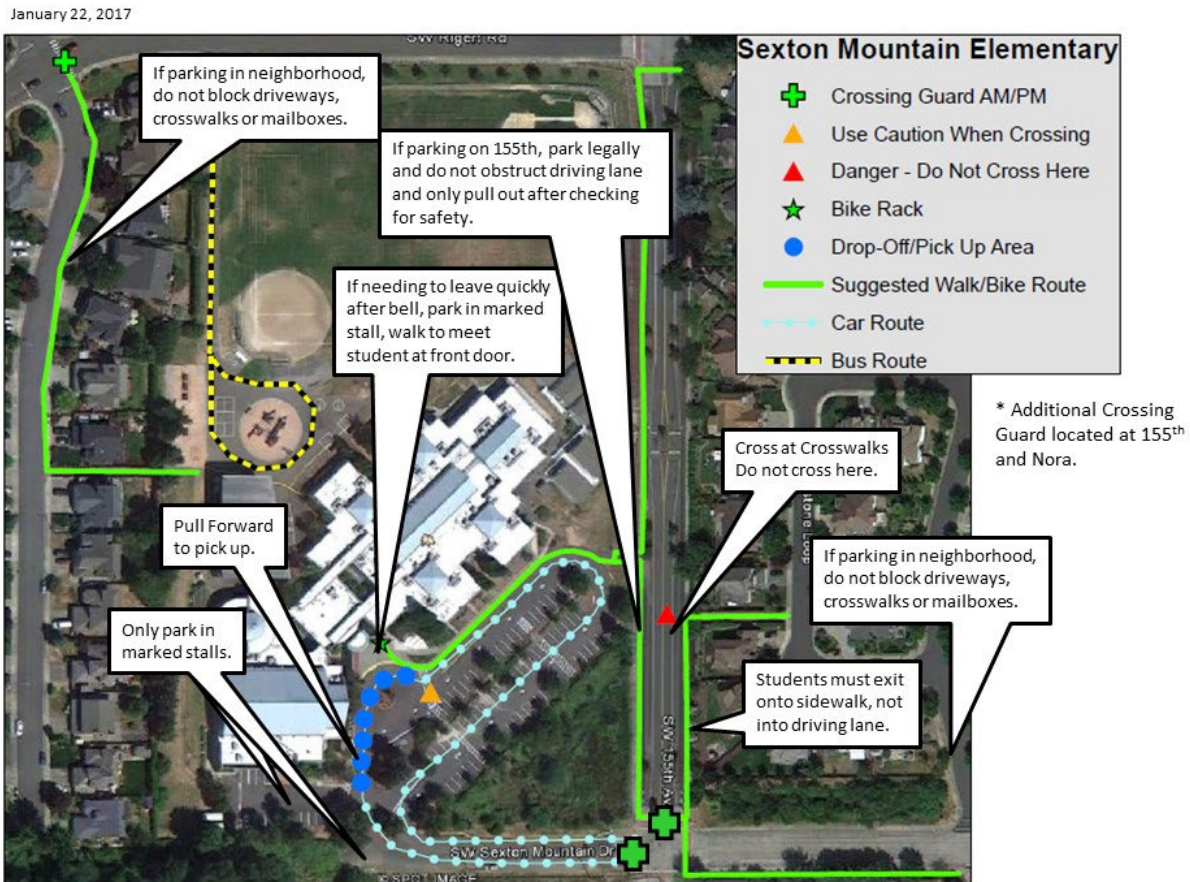 January 22, 2017
SW Rigert Rd
Sexton Mountain Elementary
Crossing Guard AM/PM
Use Caution When Crossing
Danger - Do Not Cross Here
Bike Rack
Drop-Off/Pick Up Area
Suggested Walk/Bike Route
Car Route
Bus Route
If parking in neighborhood,
do not block driveways,
crosswalks or mailboxes.
If parking on 155th, park legally
and do not obstruct driving lane
and only pull out after checking
for safety.
If needing to leave quickly
after bell, park in marked
stall, walk to meet
student at front door.
* Additional Crossing
Guard located at 155th
and Nora.
Cross at Crosswalks
Do not cross here.
Pull Forward
to pick up.
If parking in neighborhood,
do not block driveways,
crosswalks or mailboxes.
Only park in
marked stalls.
Students must exit
onto sidewalk, not
into driving lane.
SW 155th Av
SW Sexton Mountain Dr
SPOT IMAGE